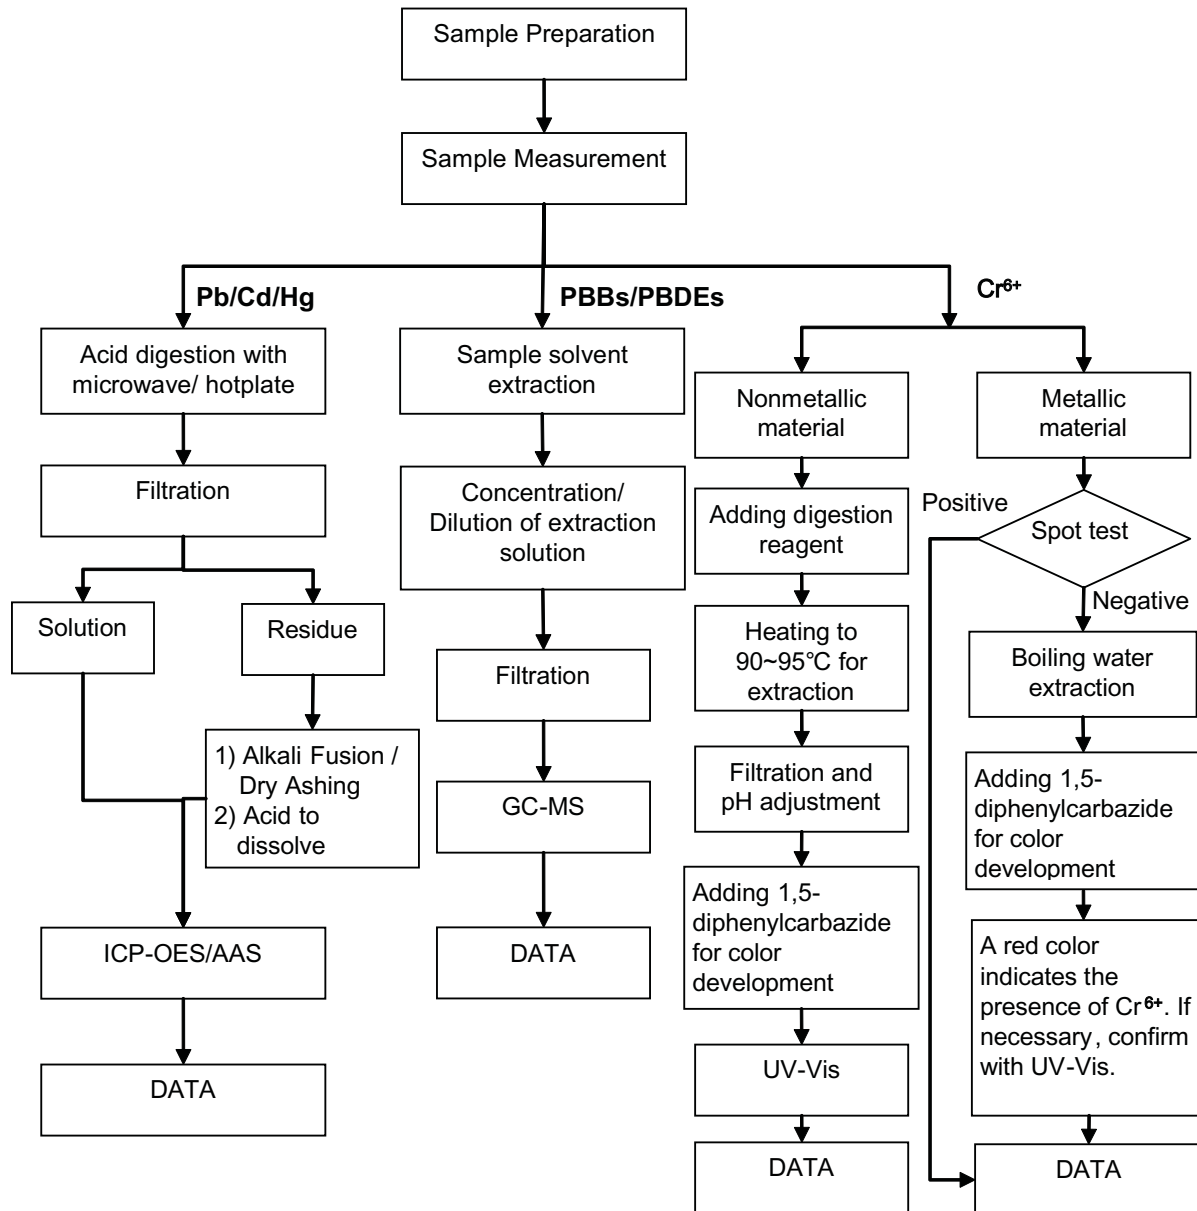 Sample Preparation
Sample Measurement
Pb/Cd/Hg
Acid digestion with
microwave/ hotplate
Filtration
Solution
Residue
1) Alkali Fusion /
Dry Ashing
2) Acid to
dissolve
ICP-OES/AAS
DATA
PBBs/PBDEs
Sample solvent
extraction
Concentration/
Dilution of extraction
solution
Filtration
GC-MS
DATA
Cr⁶⁺
Nonmetallic
material
Adding digestion
reagent
Heating to
90~95℃ for
extraction
Filtration and
pH adjustment
Adding 1,5-
diphenylcarbazide
for color
development
UV-Vis
DATA
Metallic
material
Positive
Spot test
Negative
Boiling water
extraction
Adding 1,5-
diphenylcarbazide
for color
development
A red color
indicates the
presence of Cr⁶⁺. If
necessary, confirm
with UV-Vis.
DATA